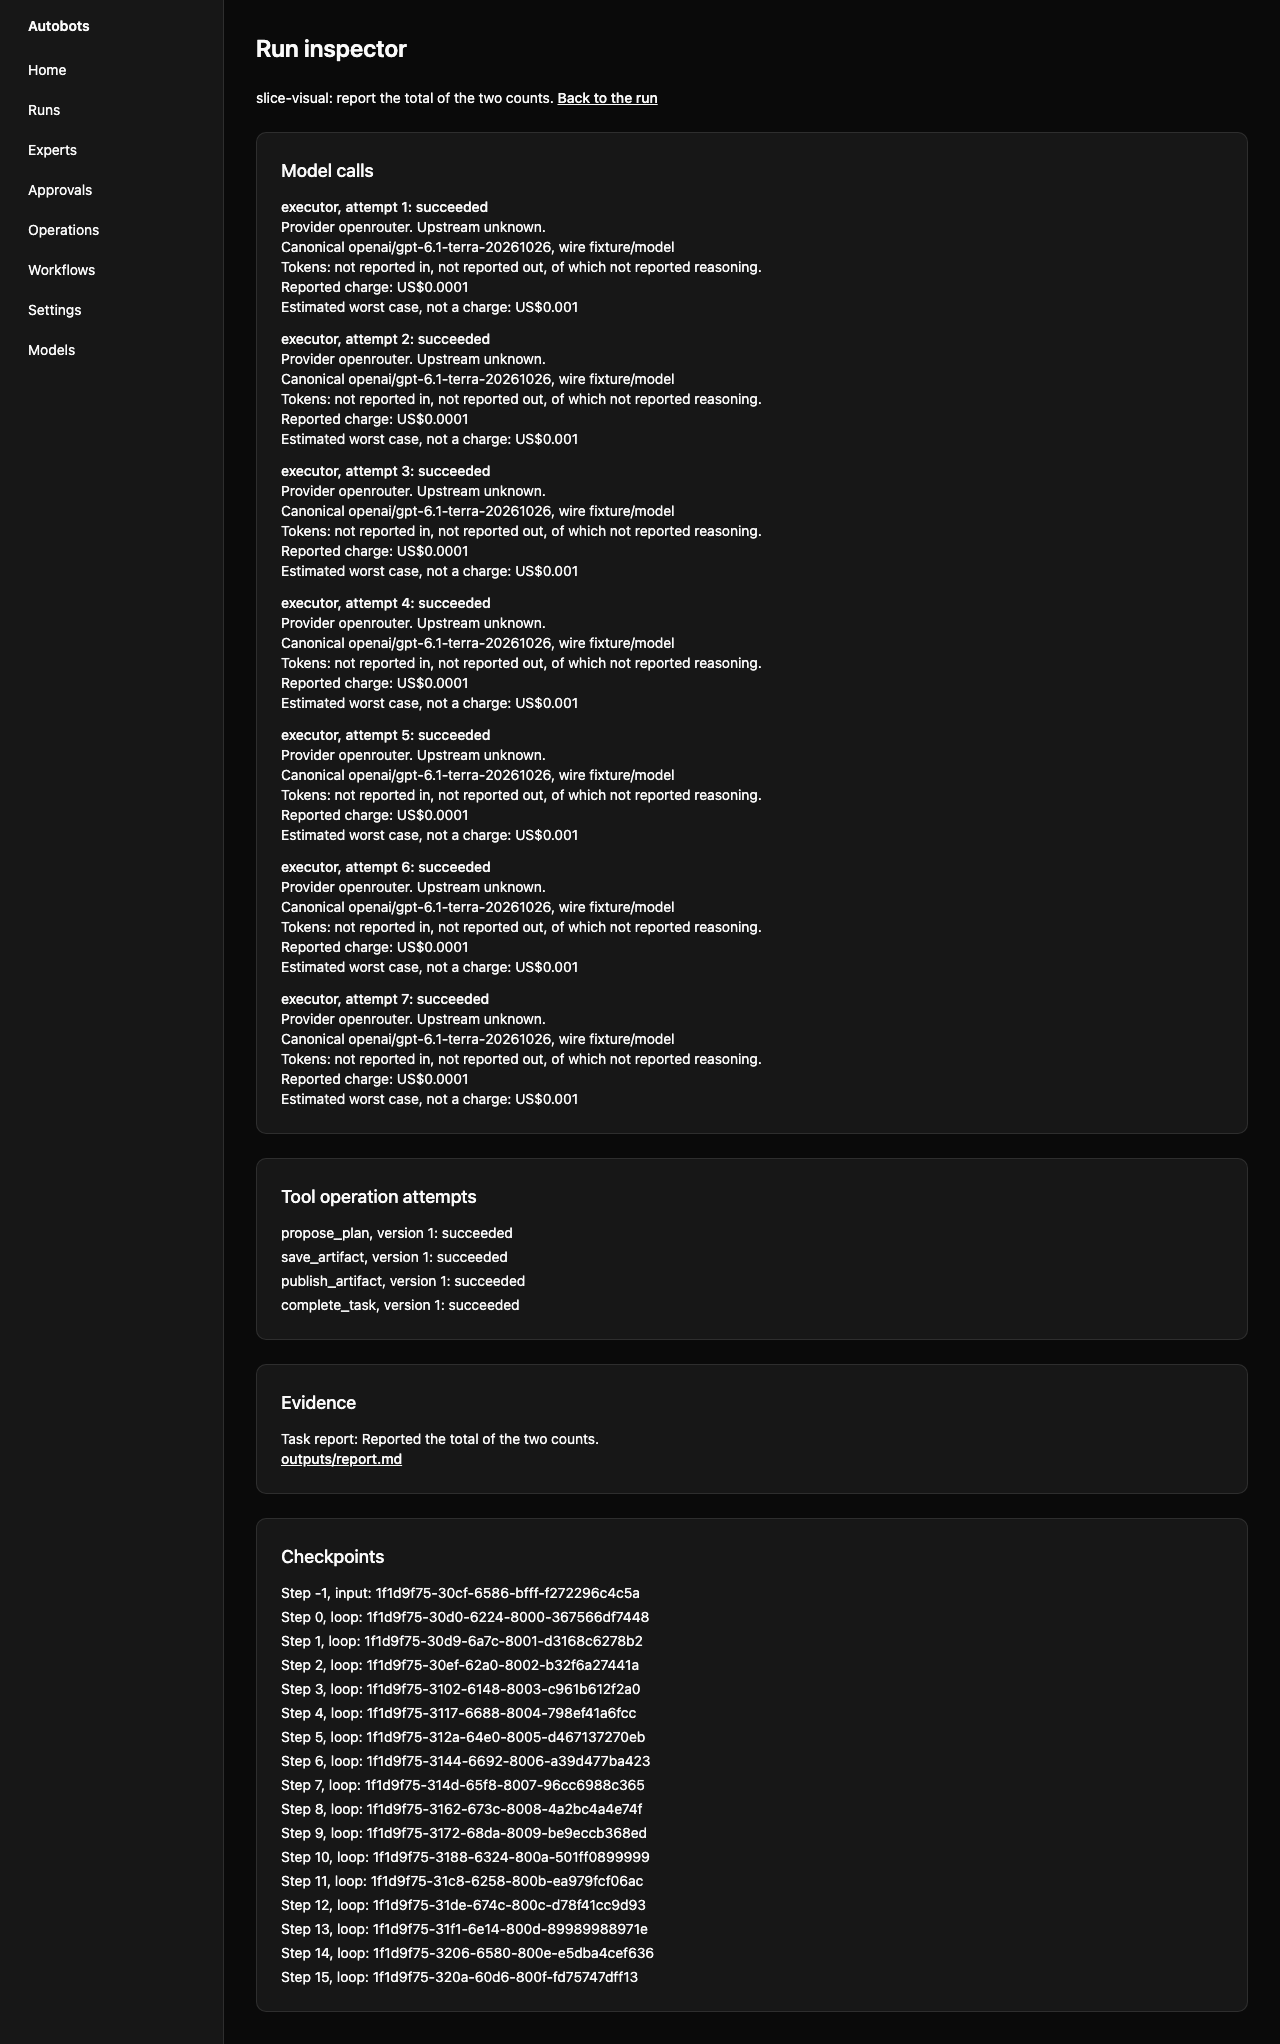 Autobots
Home
Runs
Experts
Approvals
Operations
Workflows
Settings
Models
Run inspector
slice-visual: report the total of the two counts. Back to the run
Model calls
executor, attempt 1: succeeded
Provider openrouter. Upstream unknown.
Canonical openai/gpt-6.1-terra-20261026, wire fixture/model
Tokens: not reported in, not reported out, of which not reported reasoning.
Reported charge: US$0.0001
Estimated worst case, not a charge: US$0.001
executor, attempt 2: succeeded
Provider openrouter. Upstream unknown.
Canonical openai/gpt-6.1-terra-20261026, wire fixture/model
Tokens: not reported in, not reported out, of which not reported reasoning.
Reported charge: US$0.0001
Estimated worst case, not a charge: US$0.001
executor, attempt 3: succeeded
Provider openrouter. Upstream unknown.
Canonical openai/gpt-6.1-terra-20261026, wire fixture/model
Tokens: not reported in, not reported out, of which not reported reasoning.
Reported charge: US$0.0001
Estimated worst case, not a charge: US$0.001
executor, attempt 4: succeeded
Provider openrouter. Upstream unknown.
Canonical openai/gpt-6.1-terra-20261026, wire fixture/model
Tokens: not reported in, not reported out, of which not reported reasoning.
Reported charge: US$0.0001
Estimated worst case, not a charge: US$0.001
executor, attempt 5: succeeded
Provider openrouter. Upstream unknown.
Canonical openai/gpt-6.1-terra-20261026, wire fixture/model
Tokens: not reported in, not reported out, of which not reported reasoning.
Reported charge: US$0.0001
Estimated worst case, not a charge: US$0.001
executor, attempt 6: succeeded
Provider openrouter. Upstream unknown.
Canonical openai/gpt-6.1-terra-20261026, wire fixture/model
Tokens: not reported in, not reported out, of which not reported reasoning.
Reported charge: US$0.0001
Estimated worst case, not a charge: US$0.001
executor, attempt 7: succeeded
Provider openrouter. Upstream unknown.
Canonical openai/gpt-6.1-terra-20261026, wire fixture/model
Tokens: not reported in, not reported out, of which not reported reasoning.
Reported charge: US$0.0001
Estimated worst case, not a charge: US$0.001
Tool operation attempts
propose_plan, version 1: succeeded
save_artifact, version 1: succeeded
publish_artifact, version 1: succeeded
complete_task, version 1: succeeded
Evidence
Task report: Reported the total of the two counts.
outputs/report.md
Checkpoints
Step -1, input: 1f1d9f75-30cf-6586-bfff-f272296c4c5a
Step 0, loop: 1f1d9f75-30d0-6224-8000-367566df7448
Step 1, loop: 1f1d9f75-30d9-6a7c-8001-d3168c6278b2
Step 2, loop: 1f1d9f75-30ef-62a0-8002-b32f6a27441a
Step 3, loop: 1f1d9f75-3102-6148-8003-c961b612f2a0
Step 4, loop: 1f1d9f75-3117-6688-8004-798ef41a6fcc
Step 5, loop: 1f1d9f75-312a-64e0-8005-d467137270eb
Step 6, loop: 1f1d9f75-3144-6692-8006-a39d477ba423
Step 7, loop: 1f1d9f75-314d-65f8-8007-96cc6988c365
Step 8, loop: 1f1d9f75-3162-673c-8008-4a2bc4a4e74f
Step 9, loop: 1f1d9f75-3172-68da-8009-be9eccb368ed
Step 10, loop: 1f1d9f75-3188-6324-800a-501ff0899999
Step 11, loop: 1f1d9f75-31c8-6258-800b-ea979fcf06ac
Step 12, loop: 1f1d9f75-31de-674c-800c-d78f41cc9d93
Step 13, loop: 1f1d9f75-31f1-6e14-800d-89989988971e
Step 14, loop: 1f1d9f75-3206-6580-800e-e5dba4cef636
Step 15, loop: 1f1d9f75-320a-60d6-800f-fd75747dff13